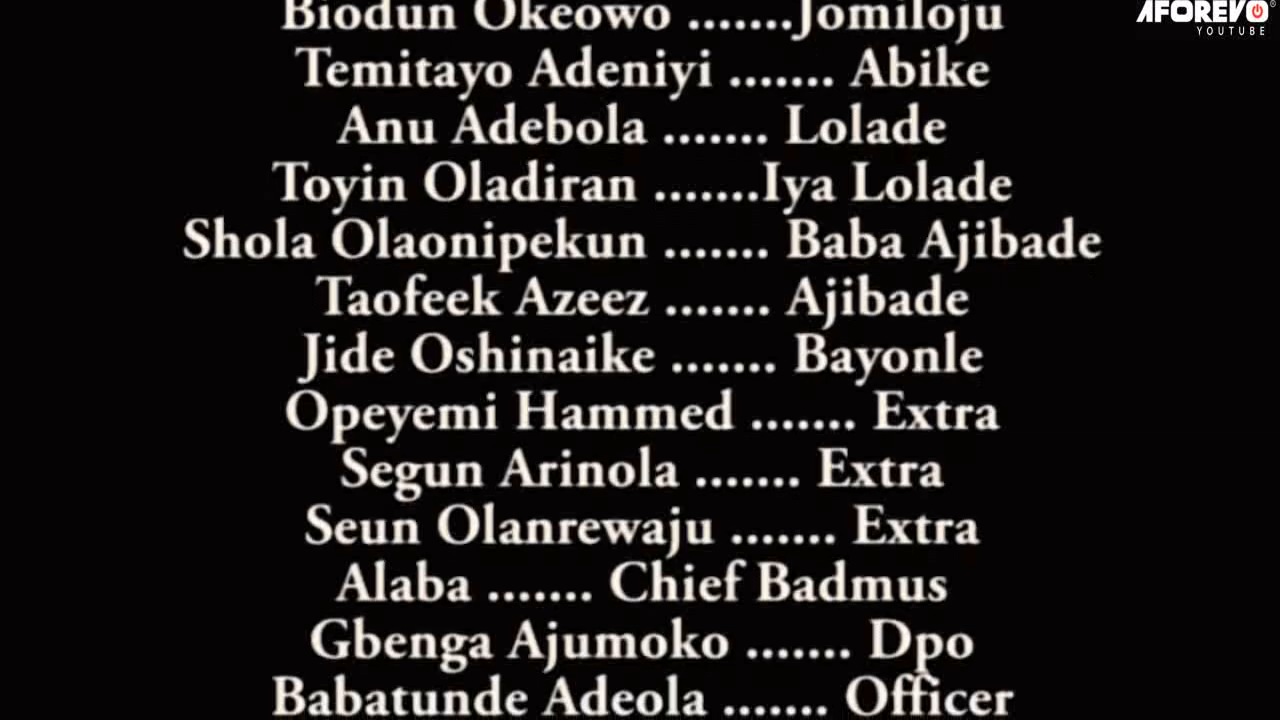 Biodun Okeowo .......Jomiloju
Temitayo Adeniyi ....... Abike
Anu Adebola ....... Lolade
Toyin Oladiran .......Iya Lolade
Shola Olaonipekun ....... Baba Ajibade
Taofeek Azeez ....... Ajibade
Jide Oshinaike ....... Bayonle
Opeyemi Hammed ....... Extra
Segun Arinola ....... Extra
Seun Olanrewaju ....... Extra
Alaba ....... Chief Badmus
Gbenga Ajumoko ....... Dpo
Babatunde Adeola ....... Officer
AFOREVO®
YOUTUBE